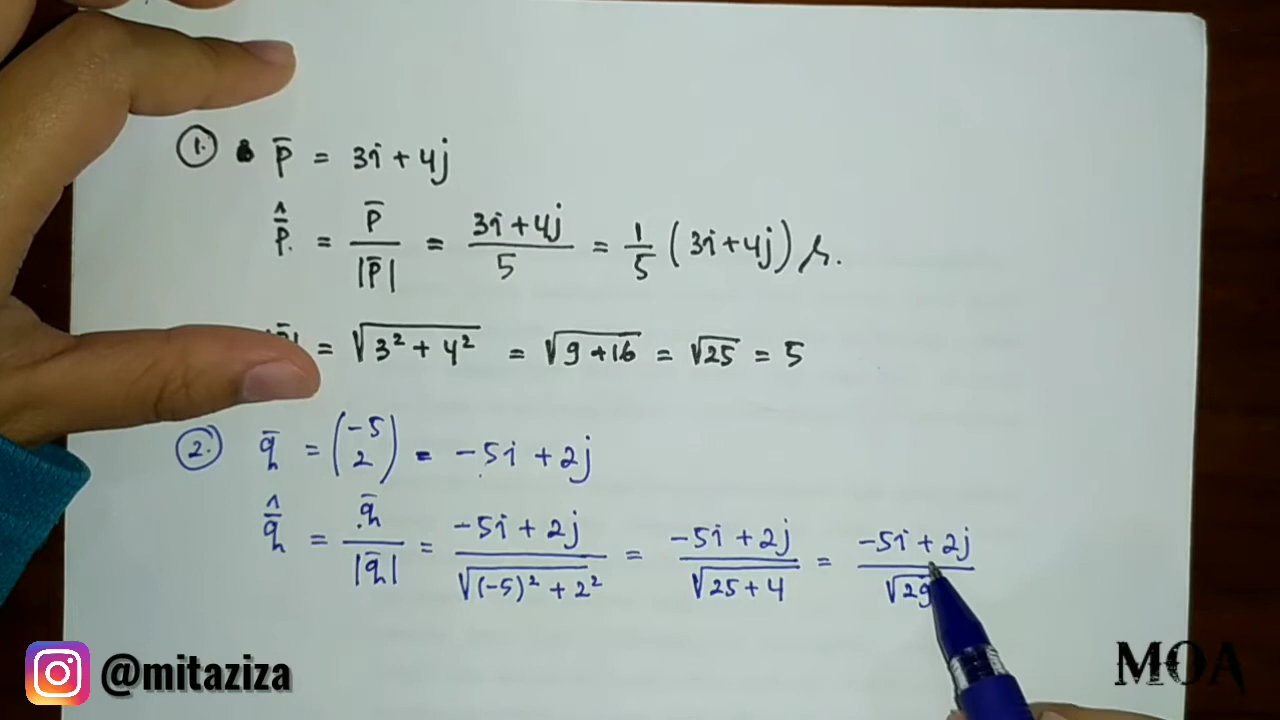 1. p̄ = 3i + 4j
p̄̂ = p̄/|p̄| = (3i + 4j)/5 = 1/5 (3i + 4j)
= √(3² + 4²) = √(9 + 16) = √25 = 5
2. q̄ = (-5 2) = -5i + 2j
q̄̂ = q̄/|q̄| = (-5i + 2j)/√((-5)² + 2²) = (-5i + 2j)/√(25 + 4) = (-5i + 2j)/√29
@mitaziza
MOA